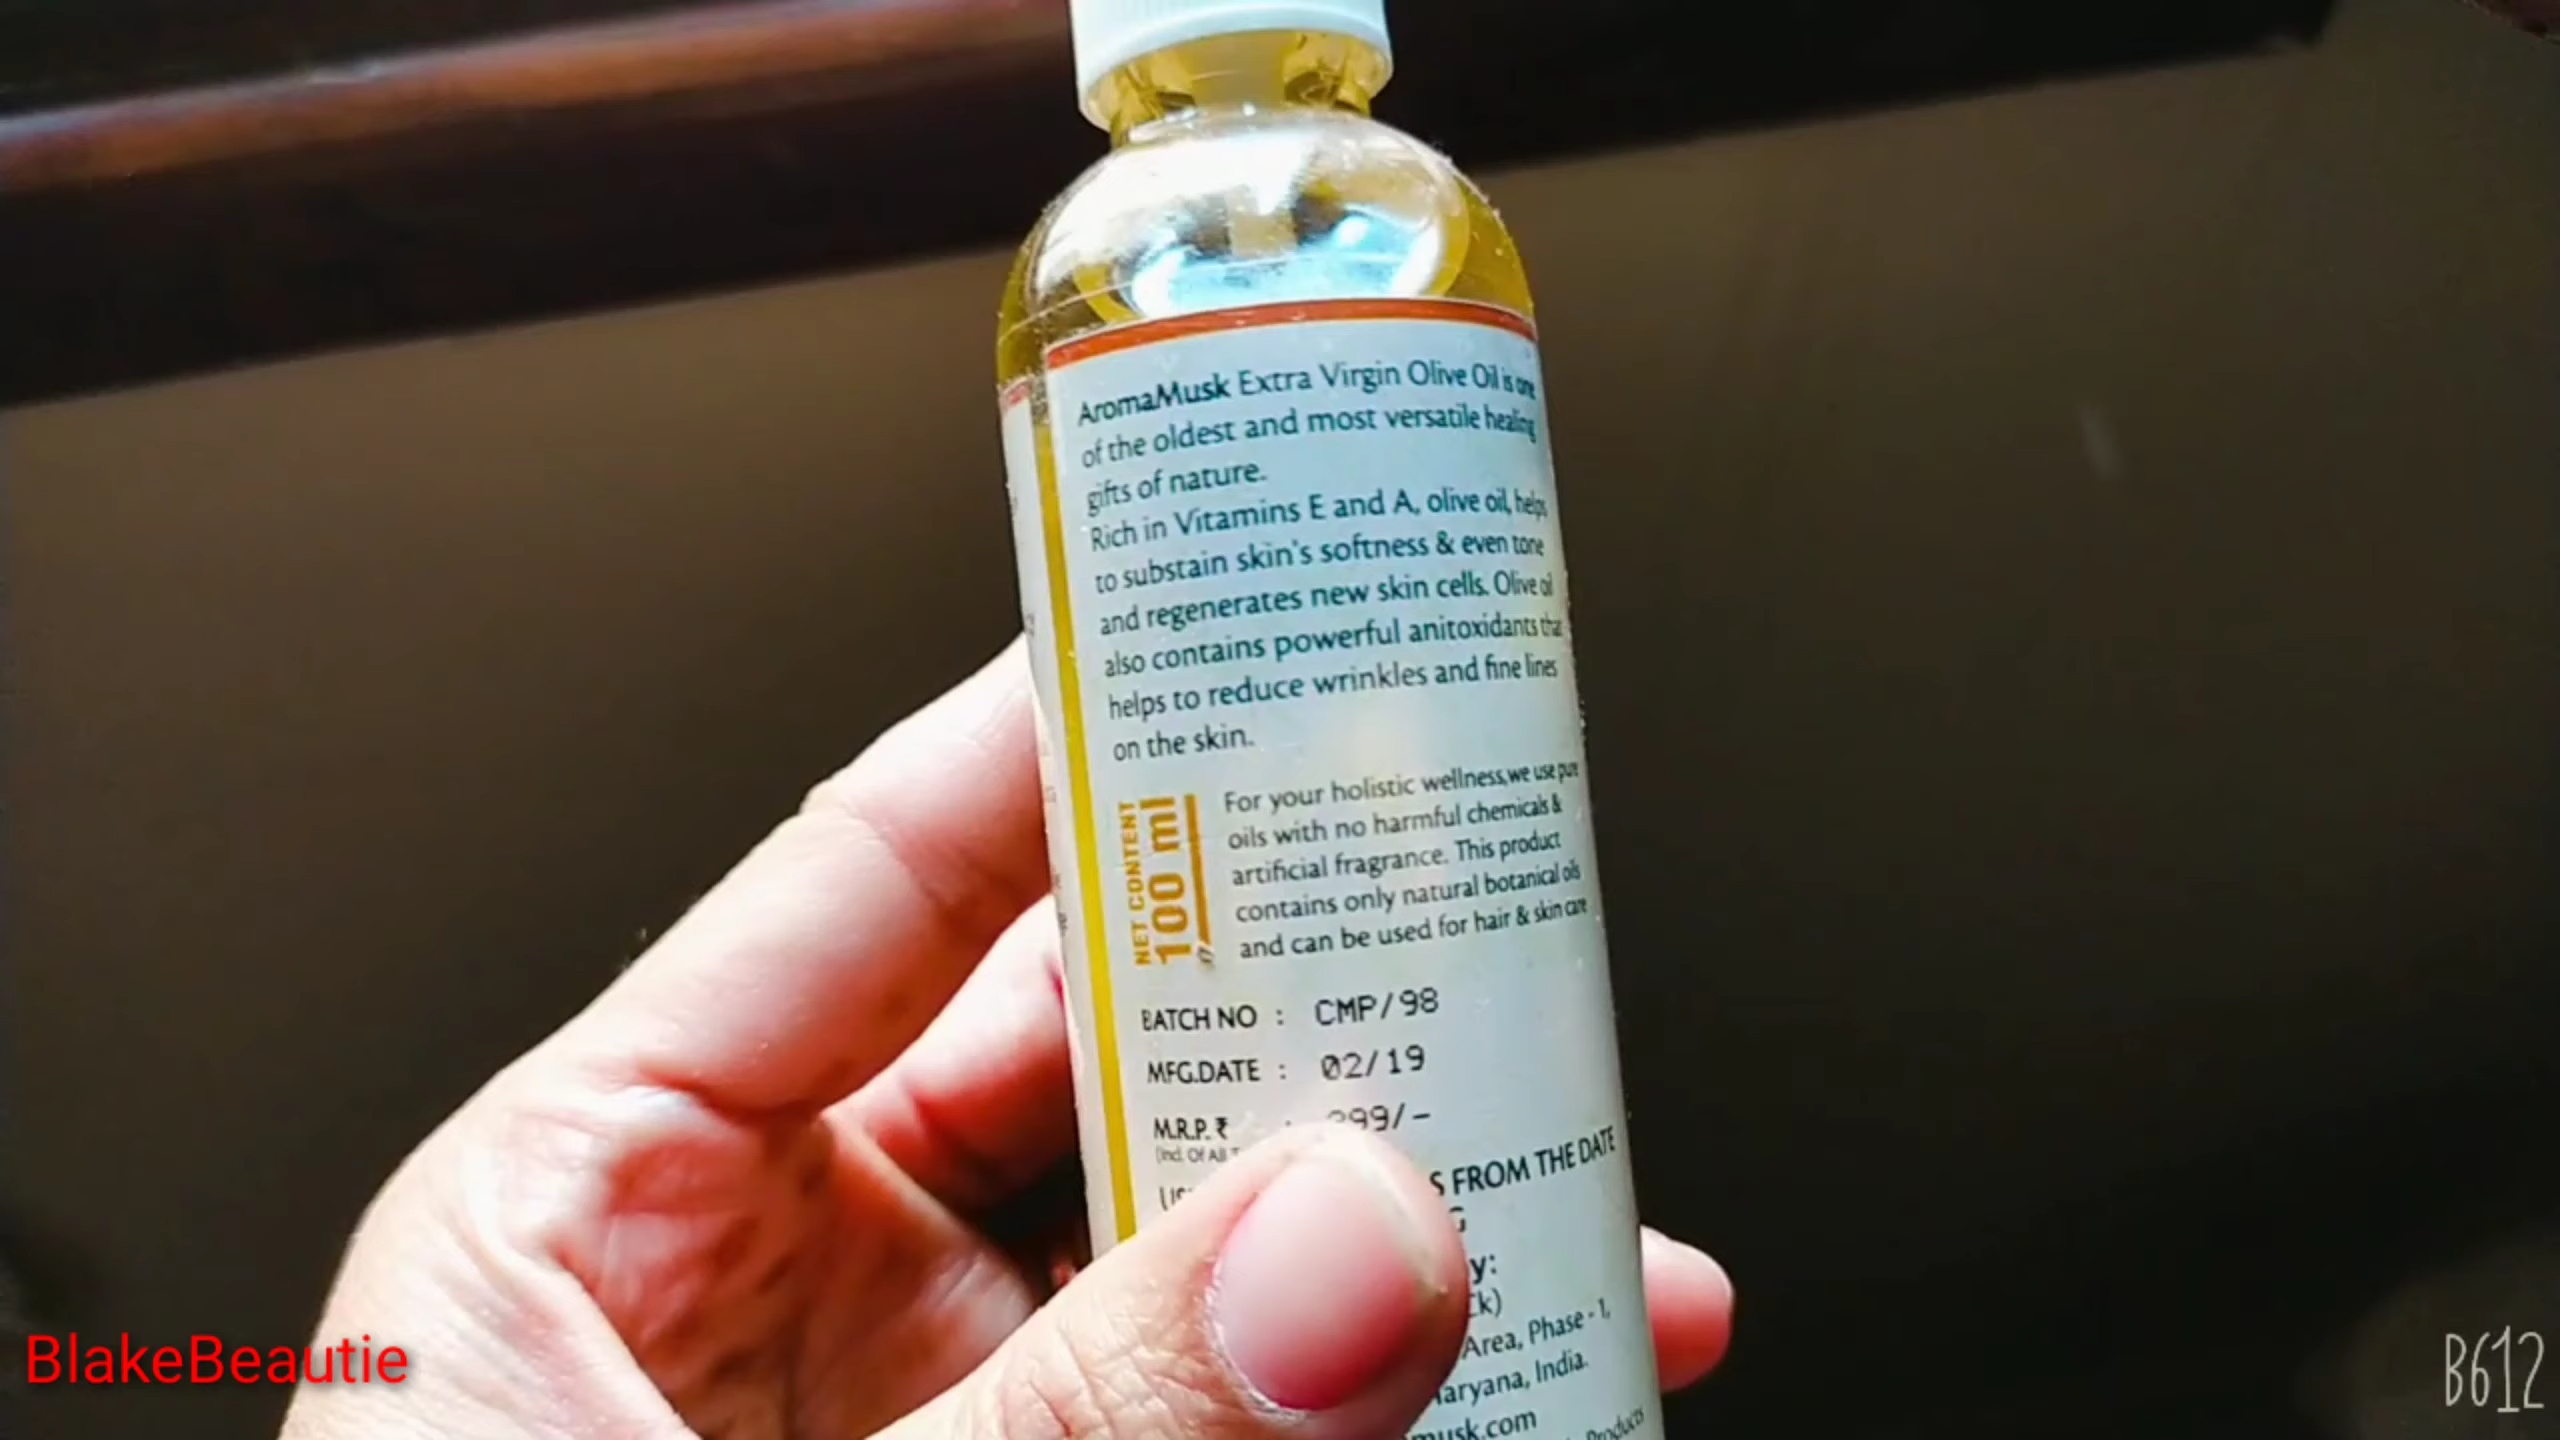 AromaMusk Extra Virgin Olive Oil is one
of the oldest and most versatile healing
gifts of nature.
Rich in Vitamins E and A, olive oil, helps
to substain skin's softness & even tone
and regenerates new skin cells. Olive oil
also contains powerful anitoxidants that
helps to reduce wrinkles and fine lines
on the skin.
NET CONTENT
100 ml
For your holistic wellness,we use pure
oils with no harmful chemicals &
artificial fragrance. This product
contains only natural botanical oils
and can be used for hair & skin care
BATCH NO : CMP/98
MFG.DATE : 02/19
M.R.P. ₹ : 99/-
(Incl. Of All
FROM THE DATE
Area, Phase - 1,
India.
Products
BlakeBeautie
B612